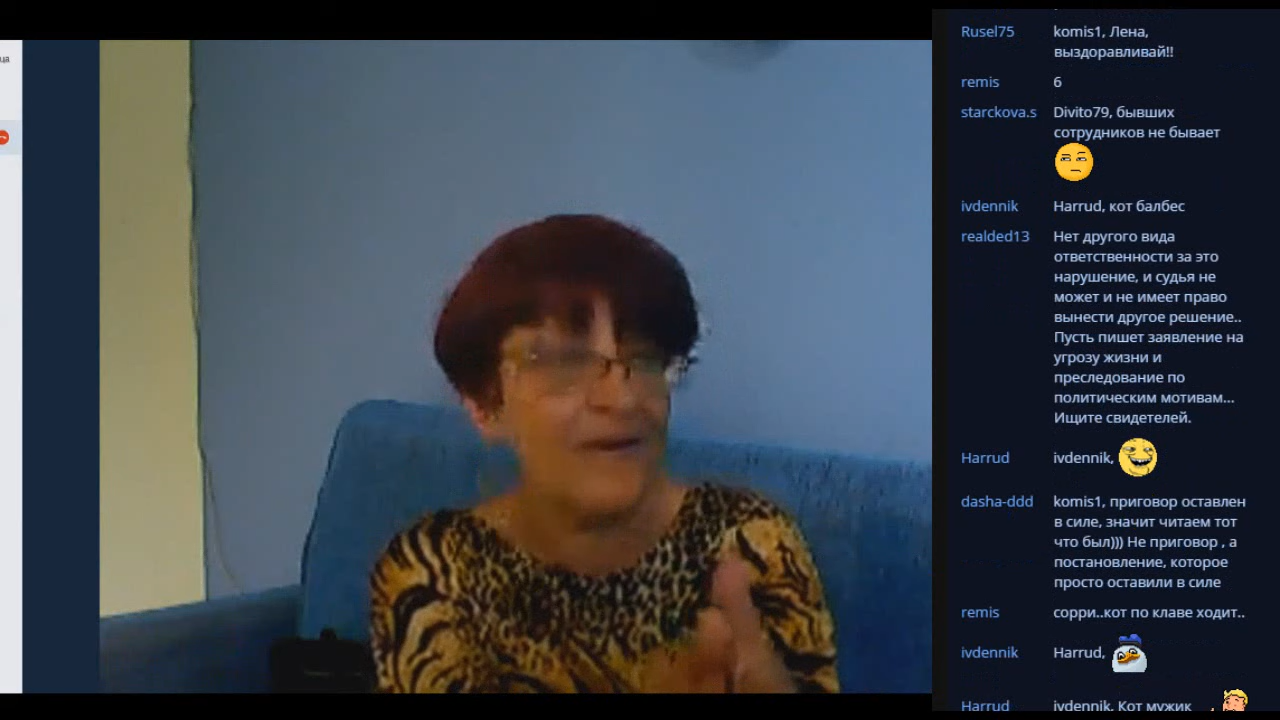 ца
Rusel75
komis1, Лена,
выздоравливай!!
remis
6
starckova.s
Divito79, бывших
сотрудников не бывает
ivdennik
Harrud, кот балбес
realded13
Нет другого вида
ответственности за это
нарушение, и судья не
может и не имеет право
вынести другое решение..
Пусть пишет заявление на
угрозу жизни и
преследование по
политическим мотивам...
Ищите свидетелей.
Harrud
ivdennik,
dasha-ddd
komis1, приговор оставлен
в силе, значит читаем тот
что был))) Не приговор , а
постановление, которое
просто оставили в силе
remis
сорри..кот по клаве ходит..
ivdennik
Harrud,
Harrud
ivdennik, Кот мужик